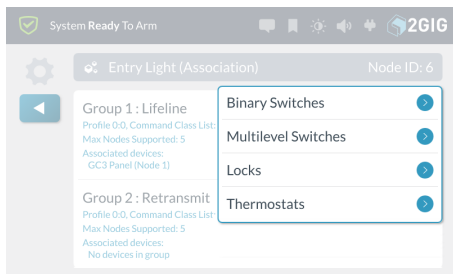 System Ready To Arm
2GIG
Entry Light (Association)
Node ID: 6
Group 1 : Lifeline
Profile 0:0, Command Class List:
Max Nodes Supported: 5
Associated devices:
GC3 Panel (Node 1)
Group 2 : Retransmit
Profile 0:0, Command Class List
Max Nodes Supported: 5
Associated devices:
No devices in group
Binary Switches
Multilevel Switches
Locks
Thermostats